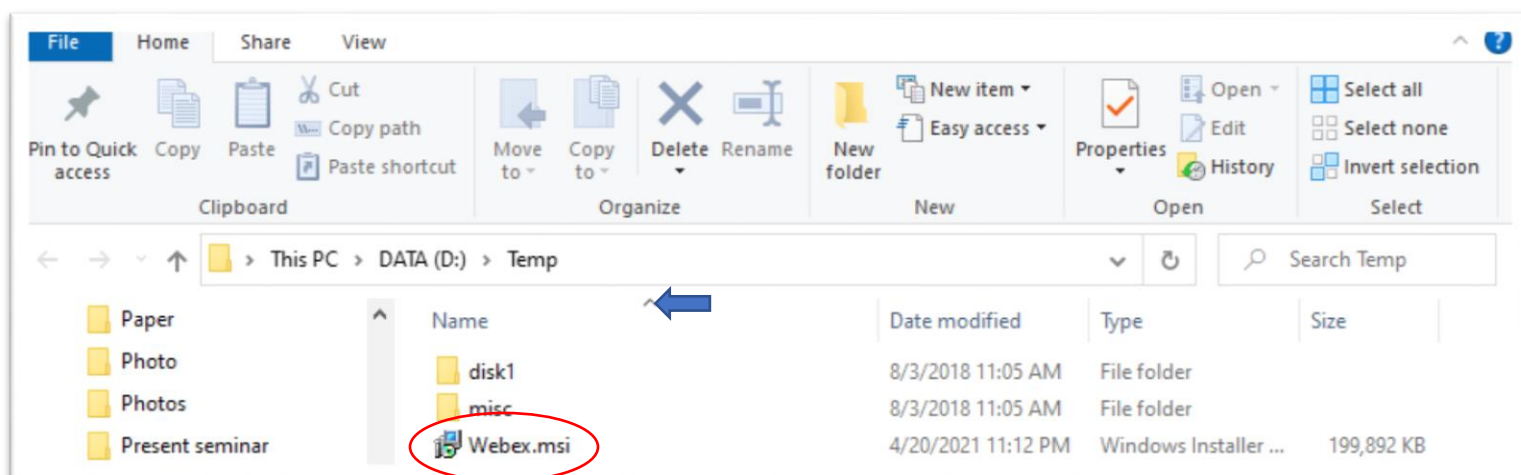 File Home Share View
Pin to Quick access
Copy
Paste
Cut
Copy path
Paste shortcut
Clipboard
Move to
Copy to
Delete
Rename
Organize
New folder
New item
Easy access
New
Properties
Open
Edit
History
Open
Select all
Select none
Invert selection
Select
This PC > DATA (D:) > Temp
Search Temp
Paper
Photo
Photos
Present seminar
Name Date modified Type Size
disk1 8/3/2018 11:05 AM File folder
misc 8/3/2018 11:05 AM File folder
Webex.msi 4/20/2021 11:12 PM Windows Installer ... 199,892 KB